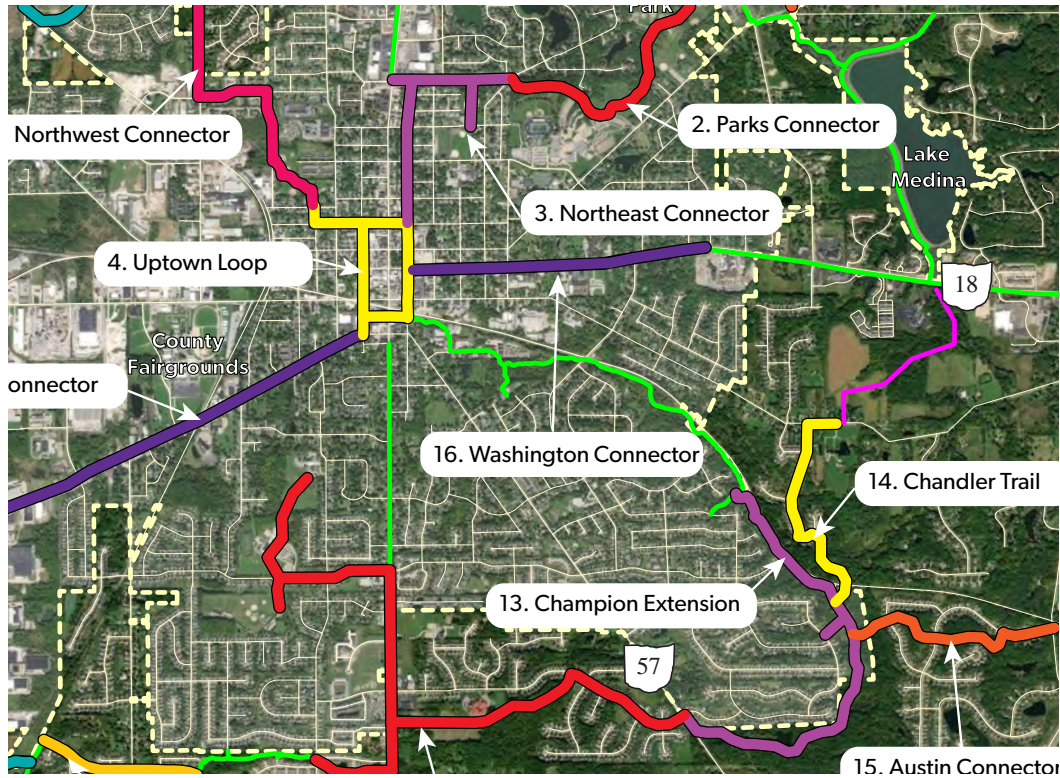 Park
Northwest Connector
2. Parks Connector
Lake
Medina
3. Northeast Connector
4. Uptown Loop
18
County
Fairgrounds
onnector
16. Washington Connector
14. Chandler Trail
13. Champion Extension
57
15. Austin Connector